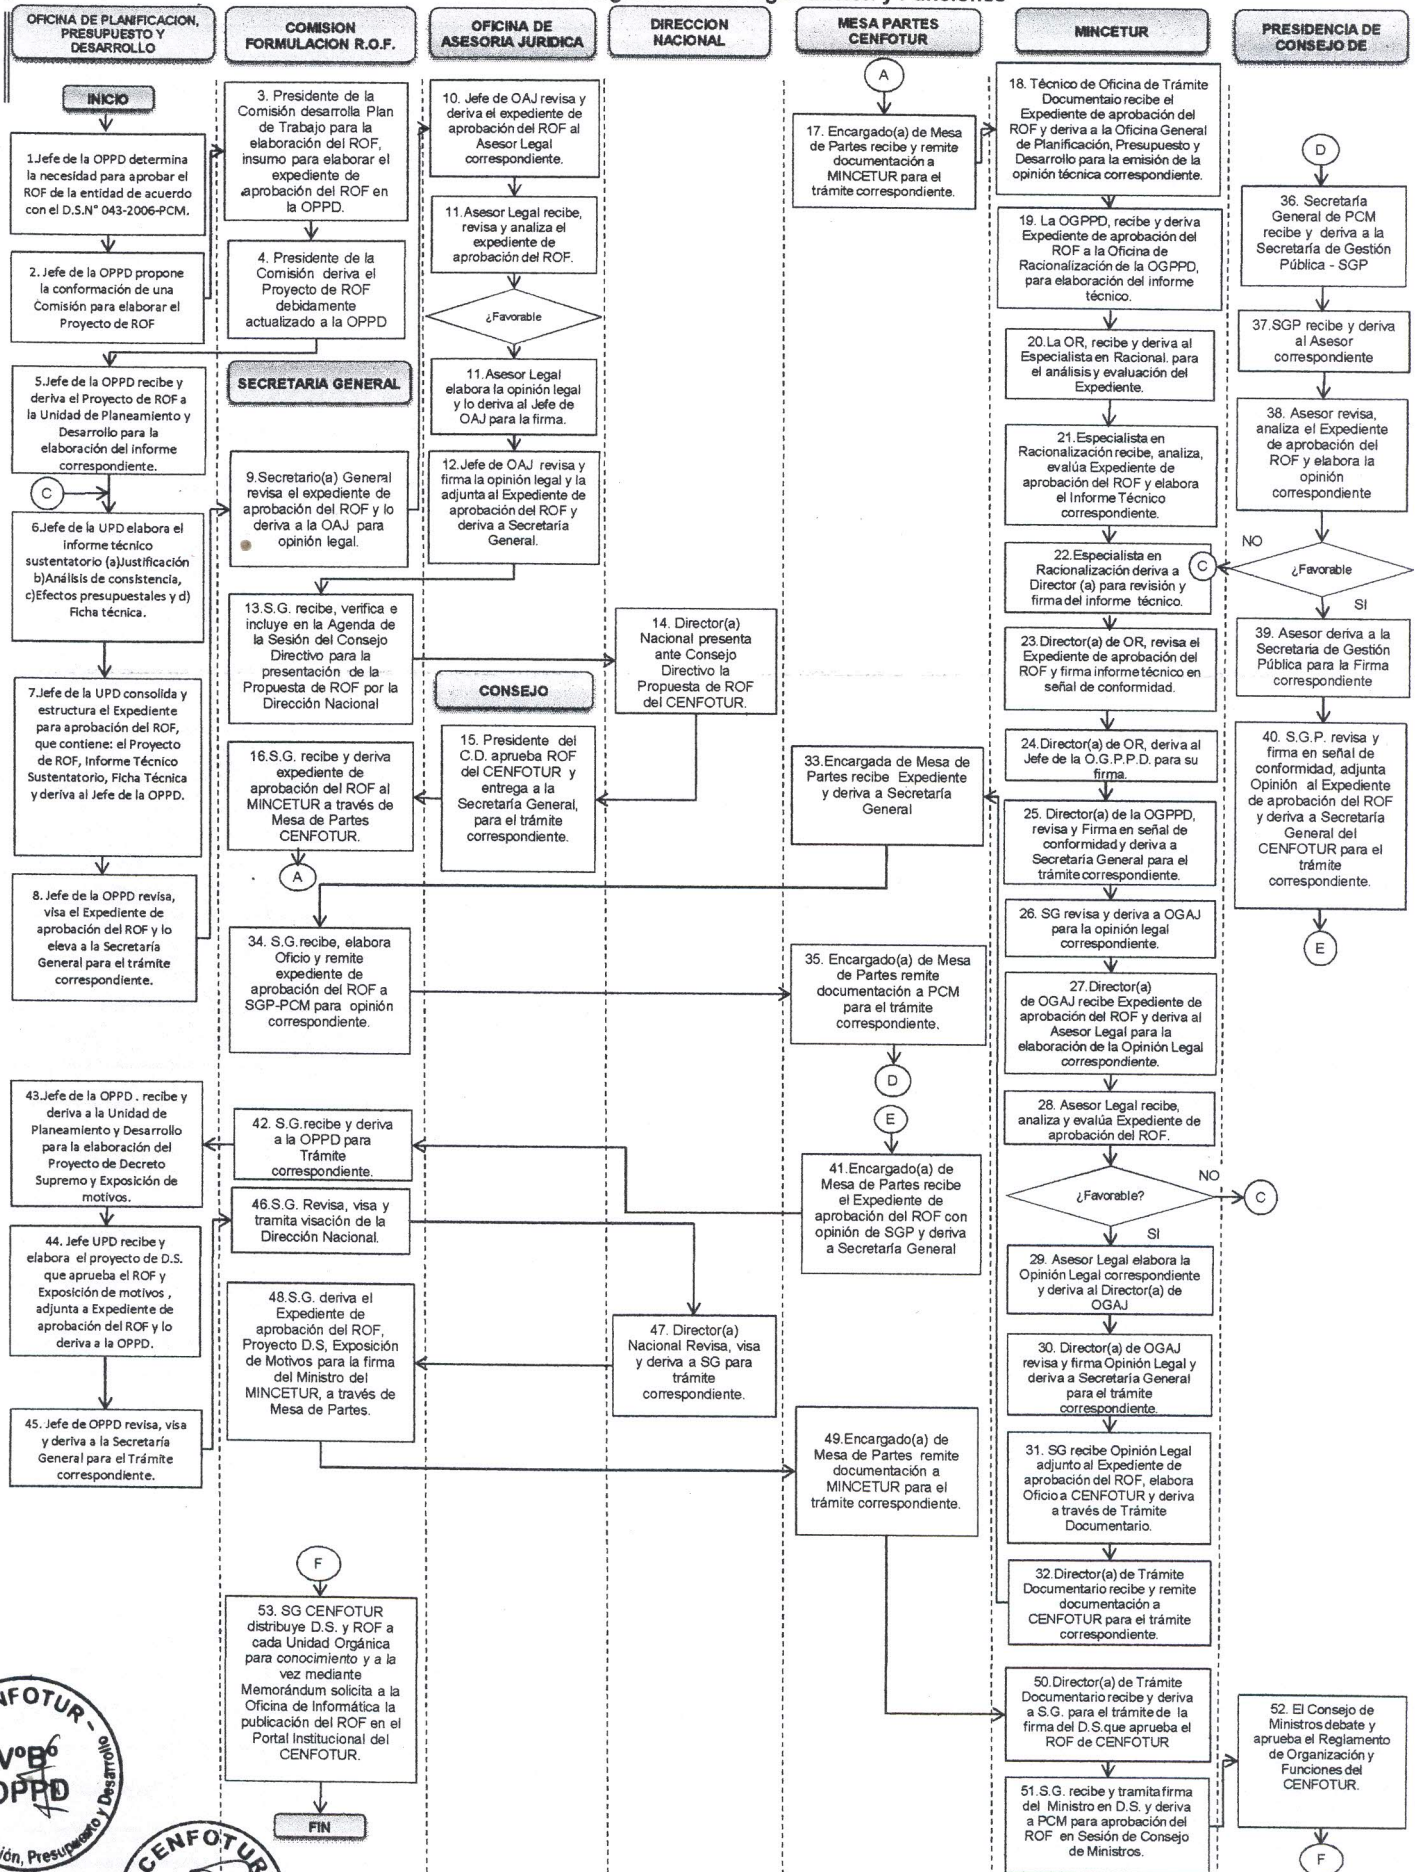 OFICINA DE PLANIFICACION,
PRESUPUESTO Y
DESARROLLO
COMISION
FORMULACION R.O.F.
OFICINA DE
ASESORIA JURIDICA
DIRECCION
NACIONAL
MESA PARTES
CENFOTUR
MINCETUR
PRESIDENCIA DE
CONSEJO DE
INICIO
1.Jefe de la OPPD determina
la necesidad para aprobar el
ROF de la entidad de acuerdo
con el D.S.N° 043-2006-PCM.
2. Jefe de la OPPD propone
la conformación de una
Comisión para elaborar el
Proyecto de ROF
3. Presidente de la
Comisión desarrolla Plan
de Trabajo para la
elaboración del ROF,
insumo para elaborar el
expediente de
aprobación del ROF en
la OPPD.
4. Presidente de la
Comisión deriva el
Proyecto de ROF
debidamente
actualizado a la OPPD
5.Jefe de la OPPD recibe y
deriva el Proyecto de ROF a
la Unidad de Planeamiento y
Desarrollo para la
elaboración del informe
correspondiente.
C
6.Jefe de la UPD elabora el
informe técnico
sustentatorio (a)Justificación
b)Análisis de consistencia,
c)Efectos presupuestales y d)
Ficha técnica.
7.Jefe de la UPD consolida y
estructura el Expediente
para aprobación del ROF,
que contiene: el Proyecto
de ROF, Informe Técnico
Sustentatorio, Ficha Técnica
y deriva al Jefe de la OPPD.
8. Jefe de la OPPD revisa,
visa el Expediente de
aprobación del ROF y lo
eleva a la Secretaría
General para el trámite
correspondiente.
SECRETARIA GENERAL
9.Secretario(a) General
revisa el expediente de
aprobación del ROF y lo
deriva a la OAJ para
opinión legal.
10. Jefe de OAJ revisa y
deriva el expediente de
aprobación del ROF al
Asesor Legal
correspondiente.
11.Asesor Legal recibe,
revisa y analiza el
expediente de
aprobación del ROF.
¿Favorable
11.Asesor Legal
elabora la opinión legal
y lo deriva al Jefe de
OAJ para la firma.
12.Jefe de OAJ revisa y
firma la opinión legal y la
adjunta al Expediente de
aprobación del ROF y
deriva a Secretaría
General.
13.S.G. recibe, verifica e
incluye en la Agenda de
la Sesión del Consejo
Directivo para la
presentación de la
Propuesta de ROF por la
Dirección Nacional
14. Director(a)
Nacional presenta
ante Consejo
Directivo la
Propuesta de ROF
del CENFOTUR.
CONSEJO
15. Presidente del
C.D. aprueba ROF
del CENFOTUR y
entrega a la
Secretaría General,
para el trámite
correspondiente.
16.S.G. recibe y deriva
expediente de
aprobación del ROF al
MINCETUR a través de
Mesa de Partes
CENFOTUR.
A
A
17. Encargado(a) de Mesa
de Partes recibe y remite
documentación a
MINCETUR para el
trámite correspondiente.
18. Técnico de Oficina de Trámite
Documentaio recibe el
Expediente de aprobación del
ROF y deriva a la Oficina General
de Planificación, Presupuesto y
Desarrollo para la emisión de la
opinión técnica correspondiente.
19. La OGPPD, recibe y deriva
Expediente de aprobación del
ROF a la Oficina de
Racionalización de la OGPPD,
para elaboración del informe
técnico.
20.La OR, recibe y deriva al
Especialista en Racional. para
el análisis y evaluación del
Expediente.
21.Especialista en
Racionalización recibe, analiza,
evalúa Expediente de
aprobación del ROF y elabora
el Informe Técnico
correspondiente.
22.Especialista en
Racionalización deriva a
Director (a) para revisión y
firma del informe técnico.
23.Director(a) de OR, revisa el
Expediente de aprobación del
ROF y firma informe técnico en
señal de conformidad.
24.Director(a) de OR, deriva al
Jefe de la O.G.P.P.D. para su
firma.
25. Director(a) de la OGPPD,
revisa y Firma en señal de
conformidad y deriva a
Secretaría General para el
trámite correspondiente.
26. SG revisa y deriva a OGAJ
para la opinión legal
correspondiente.
27.Director(a)
de OGAJ recibe Expediente de
aprobación del ROF y deriva al
Asesor Legal para la
elaboración de la Opinión Legal
correspondiente.
28. Asesor Legal recibe,
analiza y evalúa Expediente de
aprobación del ROF.
¿Favorable?
NO
C
SI
29. Asesor Legal elabora la
Opinión Legal correspondiente
y deriva al Director(a) de
OGAJ
30. Director(a) de OGAJ
revisa y firma Opinión Legal y
deriva a Secretaría General
para el trámite
correspondiente.
31. SG recibe Opinión Legal
adjunto al Expediente de
aprobación del ROF, elabora
Oficio a CENFOTUR y deriva
a través de Trámite
Documentario.
32.Director(a) de Trámite
Documentario recibe y remite
documentación a
CENFOTUR para el trámite
correspondiente.
33.Encargada de Mesa de
Partes recibe Expediente
y deriva a Secretaría
General
34. S.G.recibe, elabora
Oficio y remite
expediente de
aprobación del ROF a
SGP-PCM para opinión
correspondiente.
35. Encargado(a) de Mesa
de Partes remite
documentación a PCM
para el trámite
correspondiente.
D
D
36. Secretaría
General de PCM
recibe y deriva a la
Secretaría de Gestión
Pública - SGP
37.SGP recibe y deriva
al Asesor
correspondiente
38. Asesor revisa,
analiza el Expediente
de aprobación del
ROF y elabora la
opinión
correspondiente
NO
C
¿Favorable
SI
39. Asesor deriva a la
Secretaria de Gestión
Pública para la Firma
correspondiente
40. S.G.P. revisa y
firma en señal de
conformidad, adjunta
Opinión al Expediente
de aprobación del ROF
y deriva a Secretaría
General del
CENFOTUR para el
trámite
correspondiente.
E
E
41.Encargado(a) de
Mesa de Partes recibe
el Expediente de
aprobación del ROF con
opinión de SGP y deriva
a Secretaría General
42. S.G.recibe y deriva
a la OPPD para
Trámite
correspondiente.
43.Jefe de la OPPD . recibe y
deriva a la Unidad de
Planeamiento y Desarrollo
para la elaboración del
Proyecto de Decreto
Supremo y Exposición de
motivos.
44. Jefe UPD recibe y
elabora el proyecto de D.S.
que aprueba el ROF y
Exposición de motivos ,
adjunta a Expediente de
aprobación del ROF y lo
deriva a la OPPD.
45. Jefe de OPPD revisa, visa
y deriva a la Secretaría
General para el Trámite
correspondiente.
46.S.G. Revisa, visa y
tramita visación de la
Dirección Nacional.
47. Director(a)
Nacional Revisa, visa
y deriva a SG para
trámite
correspondiente.
48.S.G. deriva el
Expediente de
aprobación del ROF,
Proyecto D.S, Exposición
de Motivos para la firma
del Ministro del
MINCETUR, a través de
Mesa de Partes.
49.Encargado(a) de
Mesa de Partes remite
documentación a
MINCETUR para el
trámite correspondiente.
50.Director(a) de Trámite
Documentario recibe y deriva
a S.G. para el trámite de la
firma del D.S.que aprueba el
ROF de CENFOTUR
51.S.G. recibe y tramita firma
del Ministro en D.S. y deriva
a PCM para aprobación del
ROF en Sesión de Consejo
de Ministros.
52. El Consejo de
Ministros debate y
aprueba el Reglamento
de Organización y
Funciones del
CENFOTUR.
F
F
53. SG CENFOTUR
distribuye D.S. y ROF a
cada Unidad Orgánica
para conocimiento y a la
vez mediante
Memorándum solicita a la
Oficina de Informática la
publicación del ROF en el
Portal Institucional del
CENFOTUR.
FIN
NFOTUR -
V°B°
OPPD
ión, Presupuesto y Desarrollo
CENFOTUR